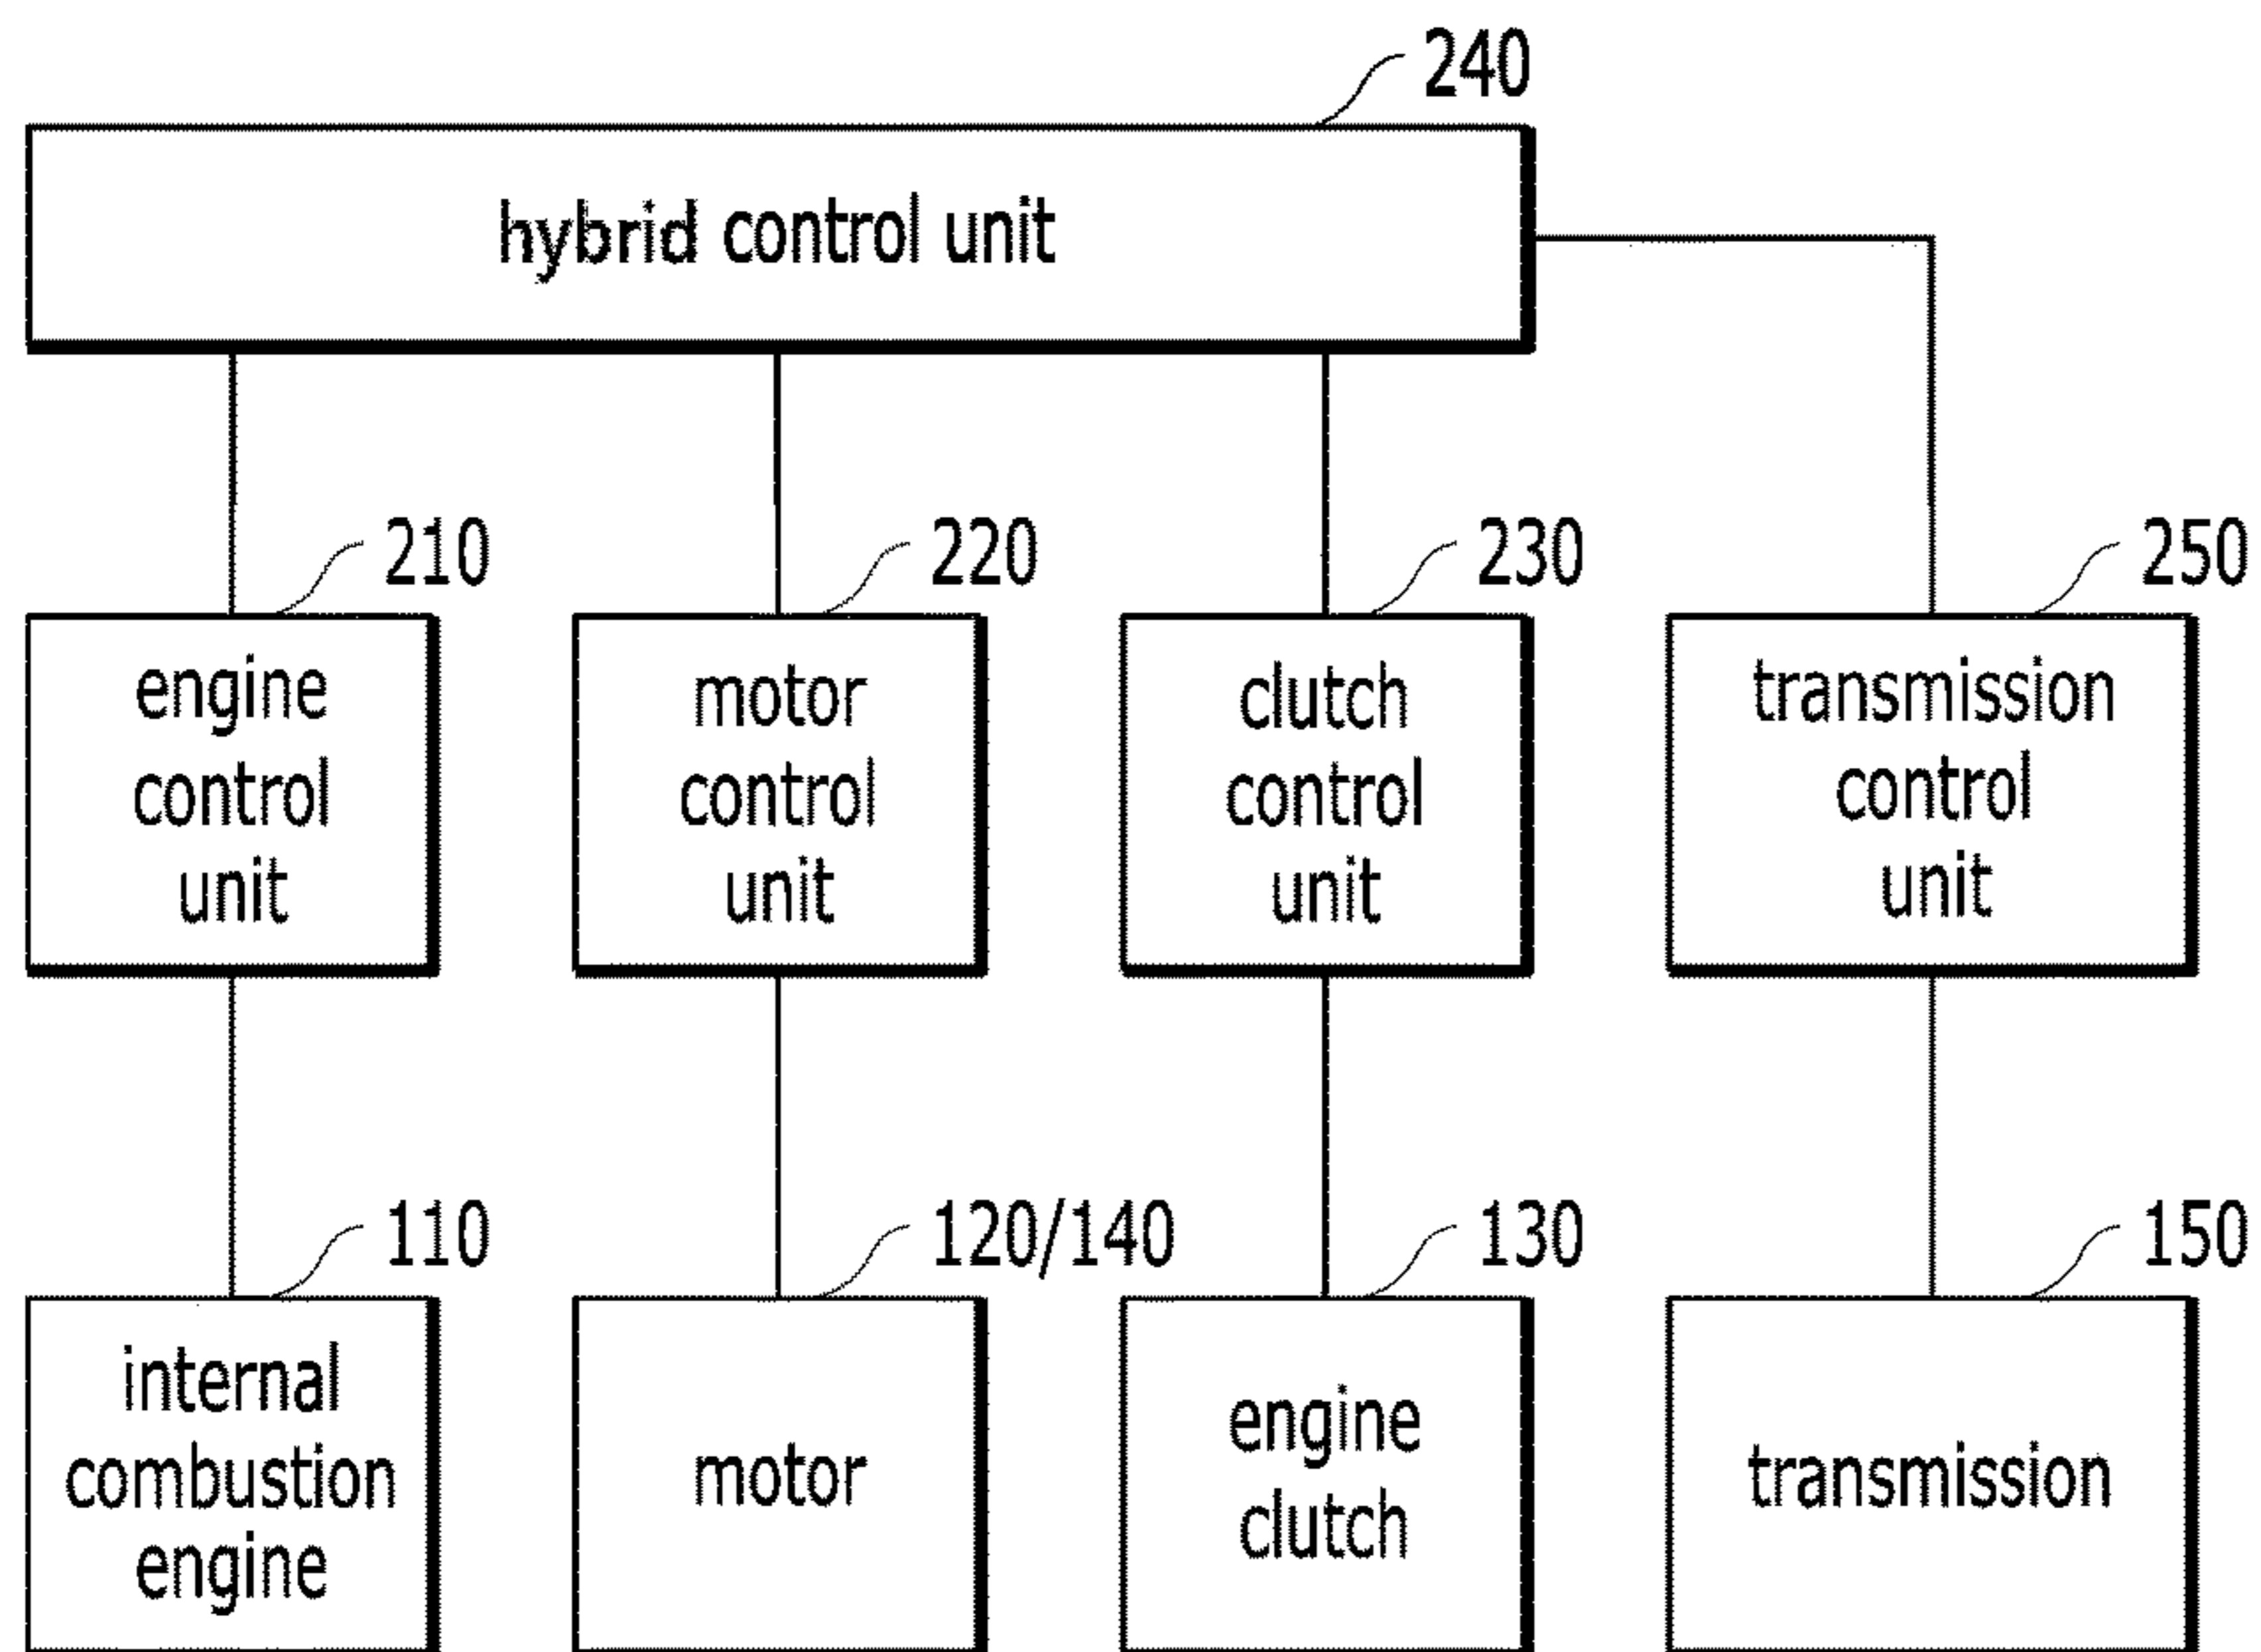 240
hybrid control unit
210
220
230
250
engine
control
unit
motor
control
unit
clutch
control
unit
transmission
control
unit
110
120/140
130
150
internal
combustion
engine
motor
engine
clutch
transmission